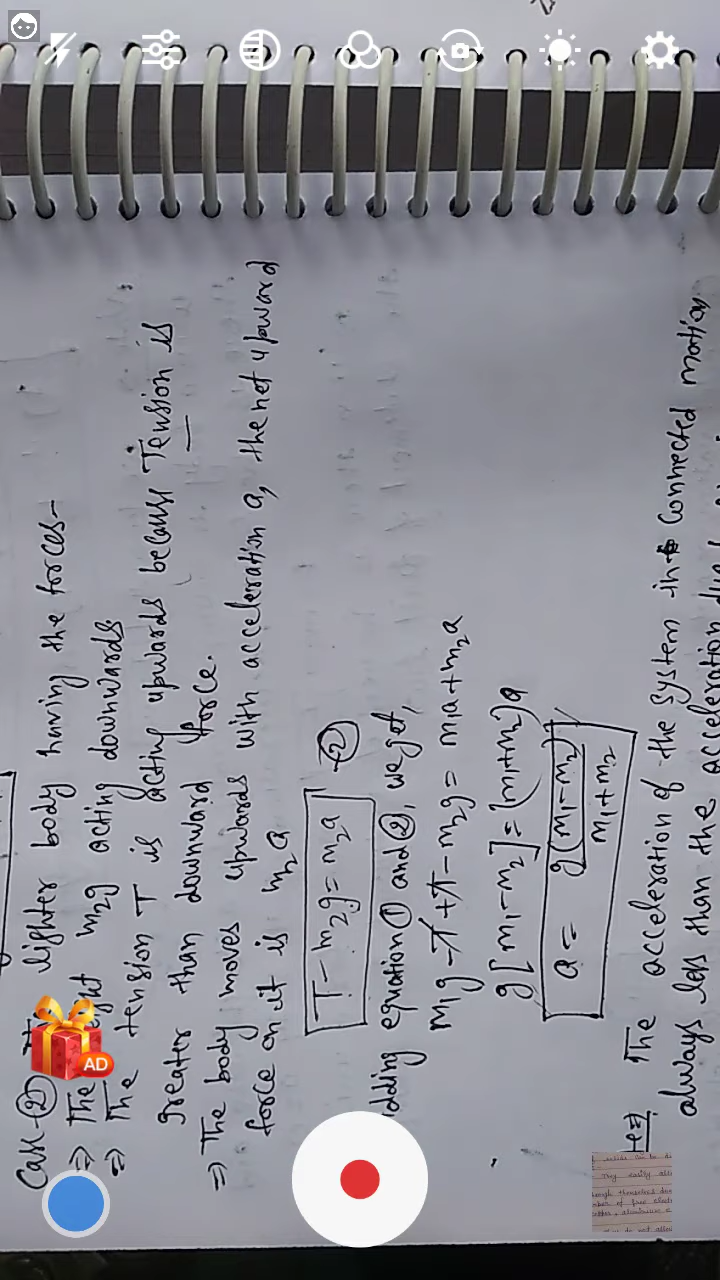 Case-② lighter body having the forces-
⇒ The m₂g acting downwards
⇒ The tension T is acting upwards because Tension is
greater than downward force.
⇒ The body moves upwards with acceleration a, the net upward
force on it is m₂a
T - m₂g = m₂a -②
dding equation ① and ②, we get,
m₁g - T + T - m₂g = m₁a + m₂a
g[m₁ - m₂] = (m₁ + m₂)a
a = g(m₁ - m₂)
m₁ + m₂
⇒ The acceleration of the system in connected motion
always less than the acceleration
AD